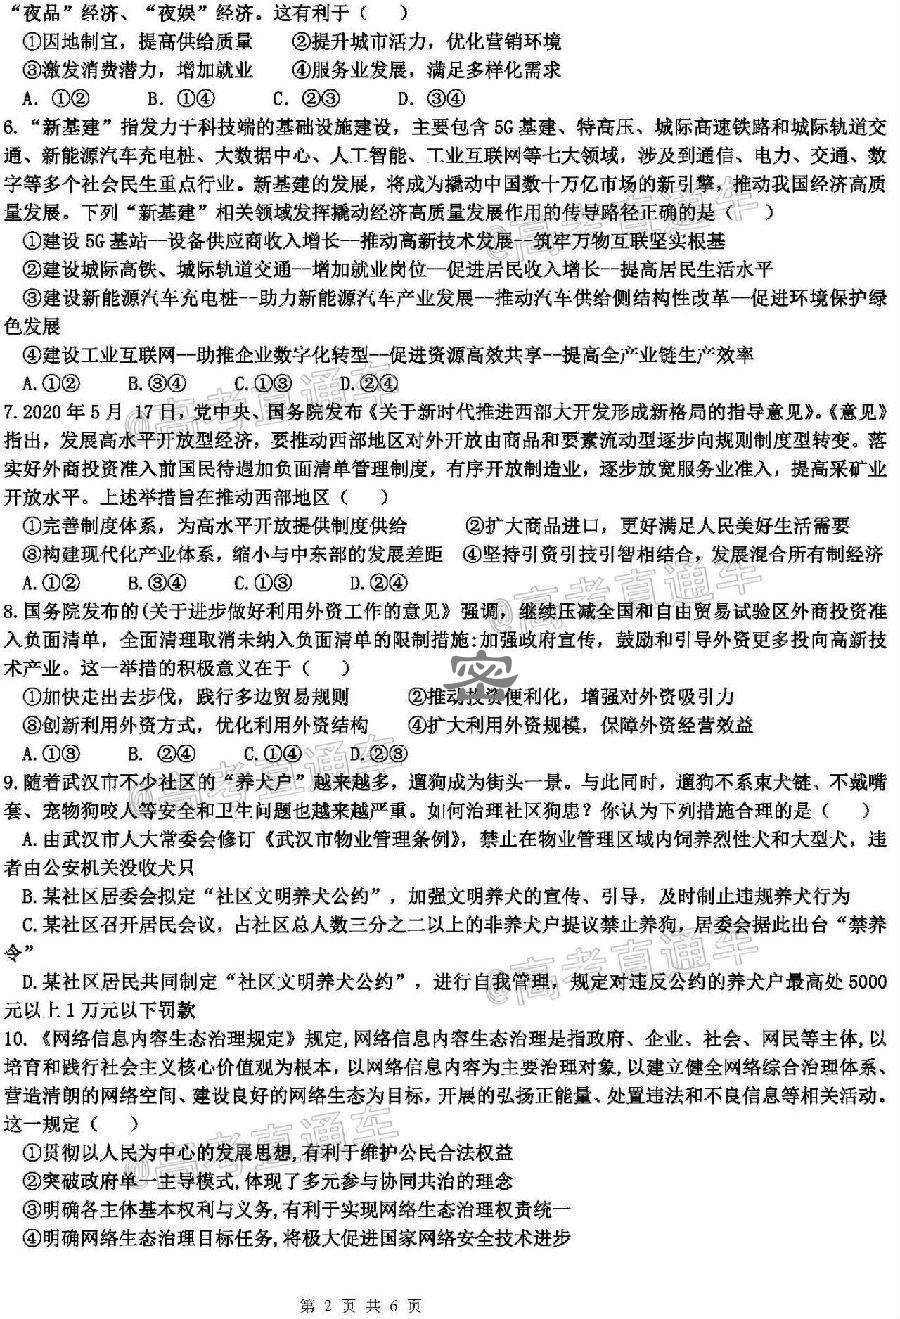 “夜品”经济、“夜娱”经济。这有利于（　　）
①因地制宜，提高供给质量　　②提升城市活力，优化营销环境
③激发消费潜力，增加就业　　④服务业发展，满足多样化需求
A. ①②　　B. ①④　　C. ②③　　D. ③④
6. “新基建”指发力于科技端的基础设施建设，主要包含 5G 基建、特高压、城际高速铁路和城际轨道交
通、新能源汽车充电桩、大数据中心、人工智能、工业互联网等七大领域，涉及到通信、电力、交通、数
字等多个社会民生重点行业。新基建的发展，将成为撬动中国数十万亿市场的新引擎，推动我国经济高质
量发展。下列“新基建”相关领域发挥撬动经济高质量发展作用的传导路径正确的是（　　）
①建设 5G 基站--设备供应商收入增长--推动高新技术发展--筑牢万物互联坚实根基
②建设城际高铁、城际轨道交通--增加就业岗位—促进居民收入增长--提高居民生活水平
③建设新能源汽车充电桩--助力新能源汽车产业发展--推动汽车供给侧结构性改革—促进环境保护绿
色发展
④建设工业互联网--助推企业数字化转型--促进资源高效共享--提高全产业链生产效率
A.①②　　B.③④　　C.①③　　D.②④
7. 2020 年 5 月 17 日，党中央、国务院发布《关于新时代推进西部大开发形成新格局的指导意见》。《意见》
指出，发展高水平开放型经济，要推动西部地区对外开放由商品和要素流动型逐步向规则制度型转变。落
实好外商投资准入前国民待遇加负面清单管理制度，有序开放制造业，逐步放宽服务业准入，提高采矿业
开放水平。上述举措旨在推动西部地区（　　）
①完善制度体系，为高水平开放提供制度供给　　②扩大商品进口，更好满足人民美好生活需要
③构建现代化产业体系，缩小与中东部的发展差距　④坚持引资引技引智相结合，发展混合所有制经济
A.①②　　B.③④　　C.①③　　D.②④
8. 国务院发布的(关于进步做好利用外资工作的意见》强调，继续压减全国和自由贸易试验区外商投资准
入负面清单，全面清理取消未纳入负面清单的限制措施:加强政府宣传，鼓励和引导外资更多投向高新技
术产业。这一举措的积极意义在于（　　）
①加快走出去步伐，践行多边贸易规则　　②推动投资便利化，增强对外资吸引力
③创新利用外资方式，优化利用外资结构　　④扩大利用外资规模，保障外资经营效益
A.①③　　B. ②④　　C.①④　　D.②③
密
9. 随着武汉市不少社区的“养犬户”越来越多，遛狗成为街头一景。与此同时，遛狗不系束犬链、不戴嘴
套、宠物狗咬人等安全和卫生问题也越来越严重。如何治理社区狗患？你认为下列措施合理的是（　　）
A. 由武汉市人大常委会修订《武汉市物业管理条例》，禁止在物业管理区域内饲养烈性犬和大型犬，违
者由公安机关没收犬只
B. 某社区居委会拟定“社区文明养犬公约”，加强文明养犬的宣传、引导，及时制止违规养犬行为
C. 某社区召开居民会议，占社区总人数三分之二以上的非养犬户提议禁止养狗，居委会据此出台“禁养
令”
D. 某社区居民共同制定“社区文明养犬公约”，进行自我管理，规定对违反公约的养犬户最高处 5000
元以上 1 万元以下罚款
10. 《网络信息内容生态治理规定》规定,网络信息内容生态治理是指政府、企业、社会、网民等主体,以
培育和践行社会主义核心价值观为根本，以网络信息内容为主要治理对象,以建立健全网络综合治理体系、
营造清朗的网络空间、建设良好的网络生态为目标，开展的弘扬正能量、处置违法和不良信息等相关活动。
这一规定（　　）
①贯彻以人民为中心的发展思想,有利于维护公民合法权益
②突破政府单一主导模式,体现了多元参与协同共治的理念
③明确各主体基本权利与义务,有利于实现网络生态治理权责统一
④明确网络生态治理目标任务,将极大促进国家网络安全技术进步
第 2 页 共 6 页
@高考直通车
@高考直通车
@高考直通车
@高考直通车
@高考直通车
@高考直通车